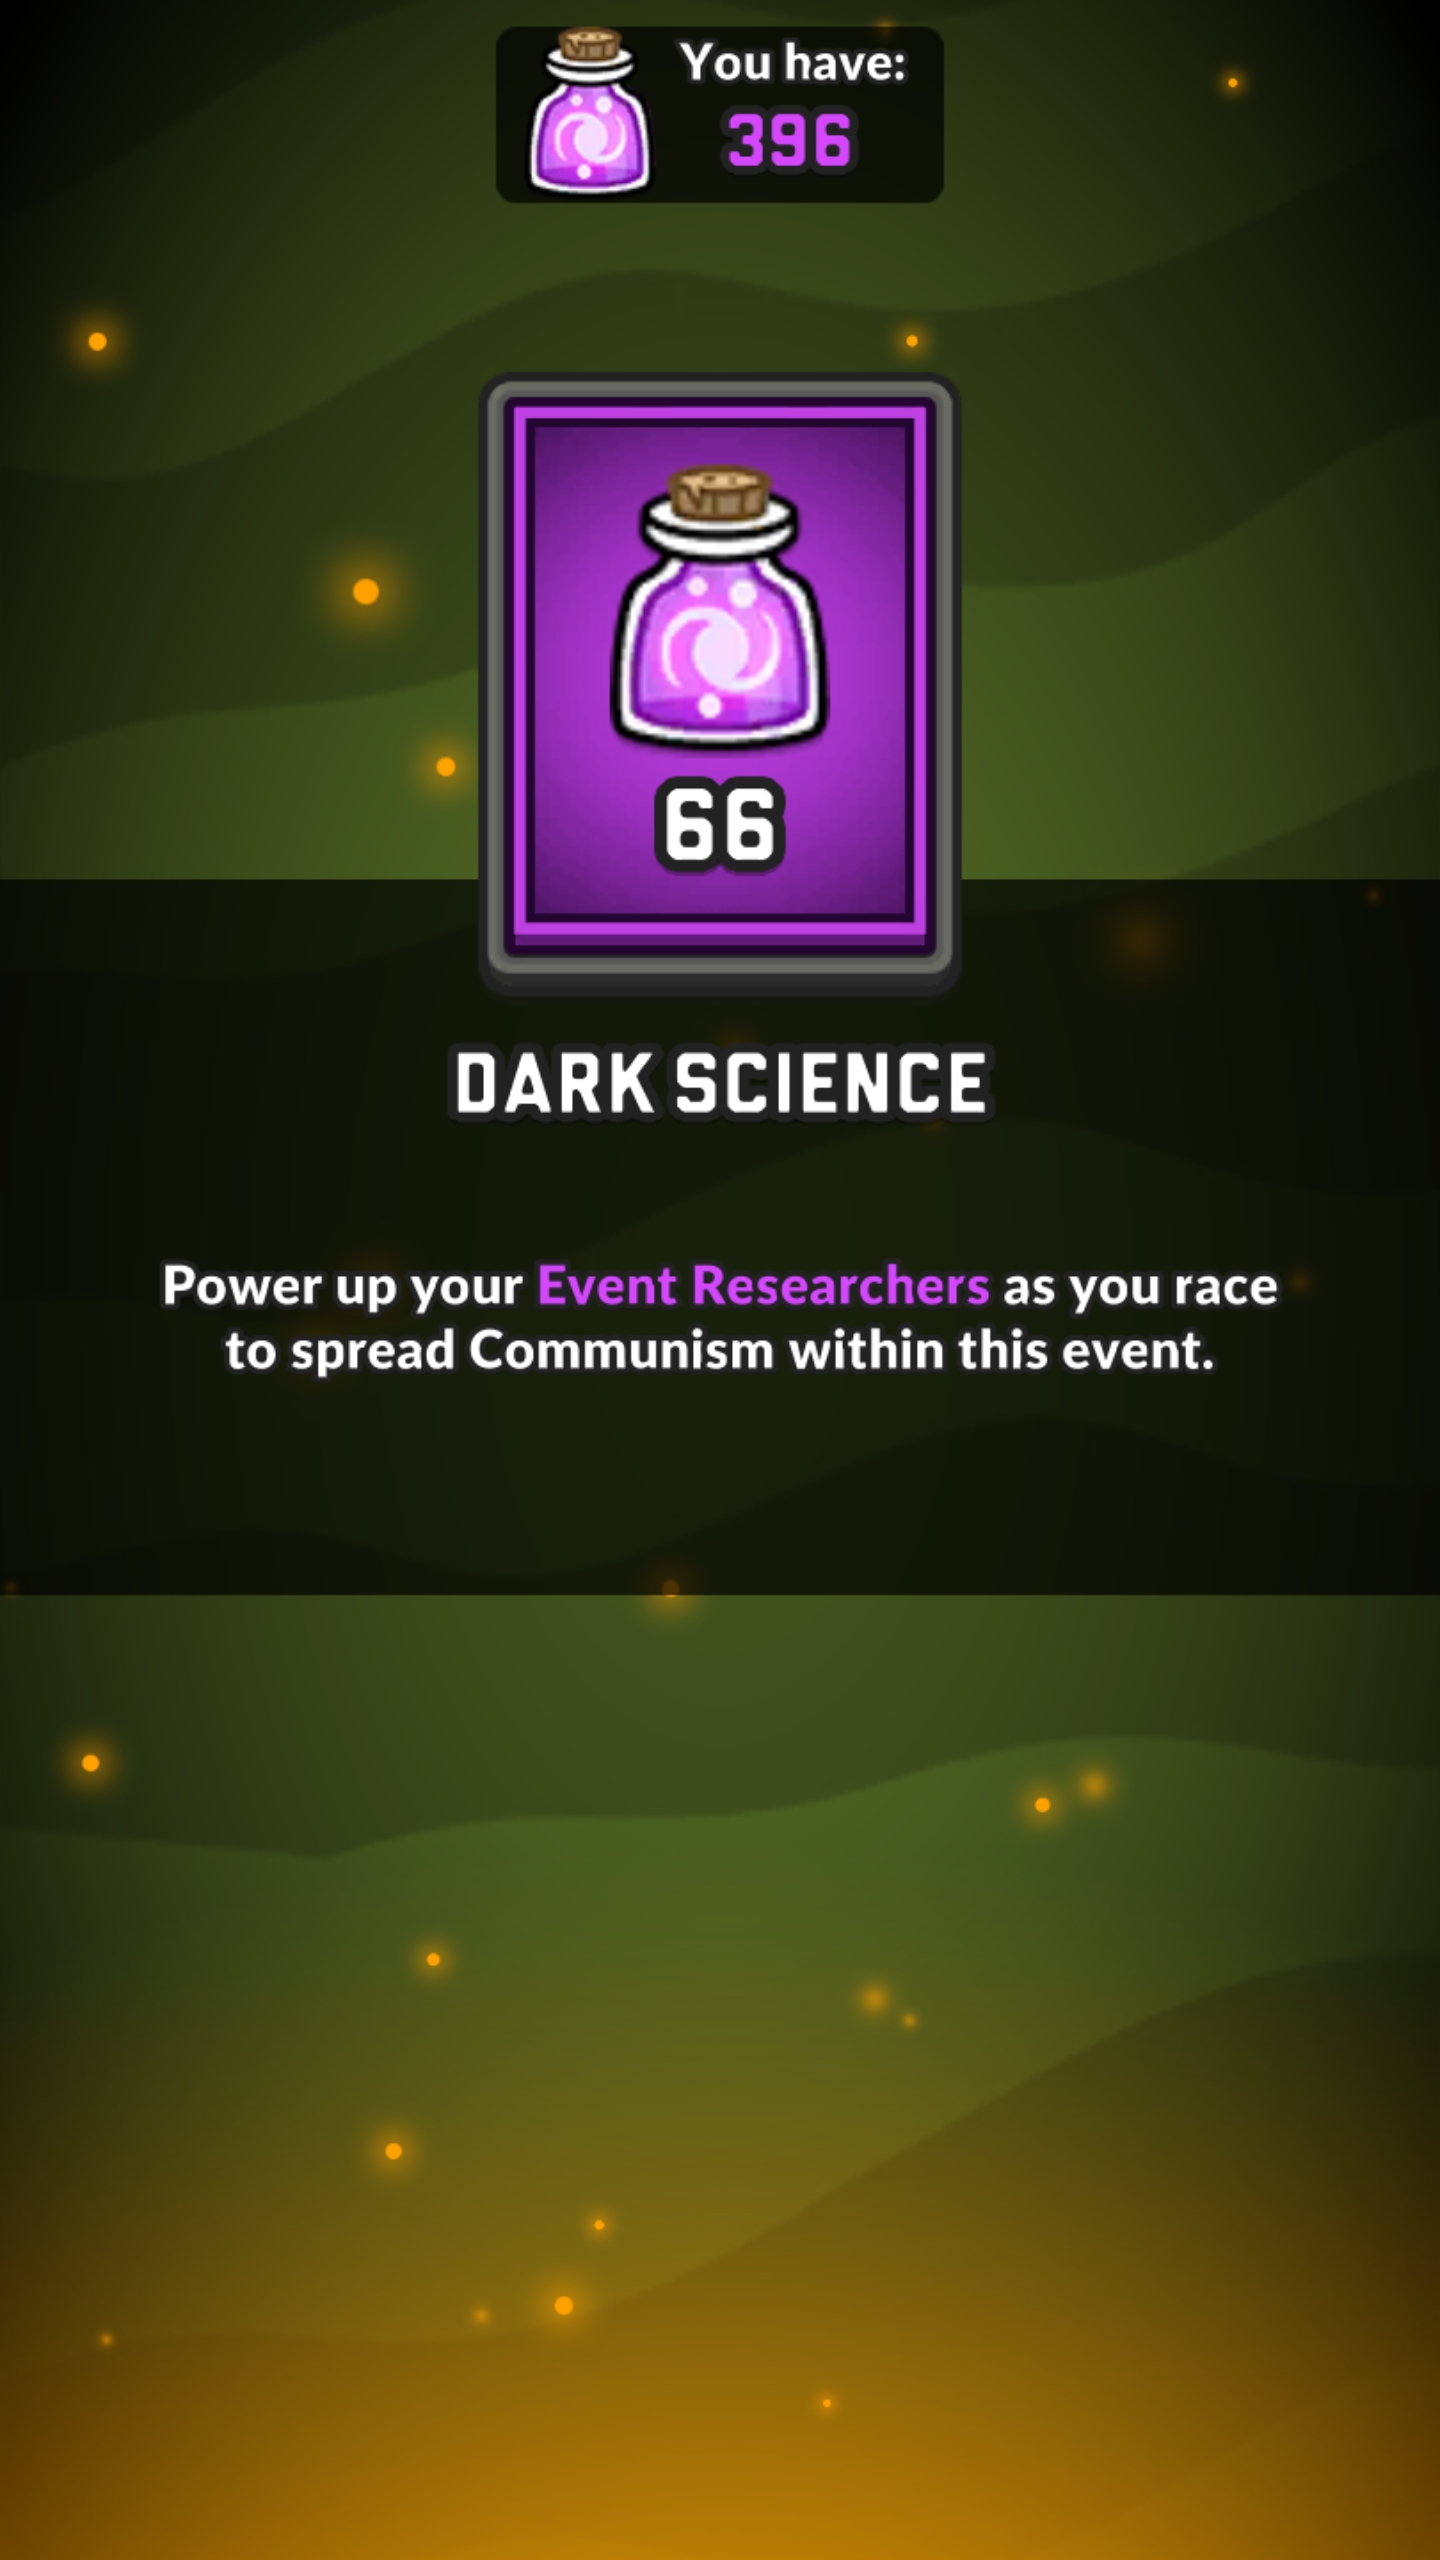 You have:
396
66
DARK SCIENCE
Power up your Event Researchers as you race
to spread Communism within this event.